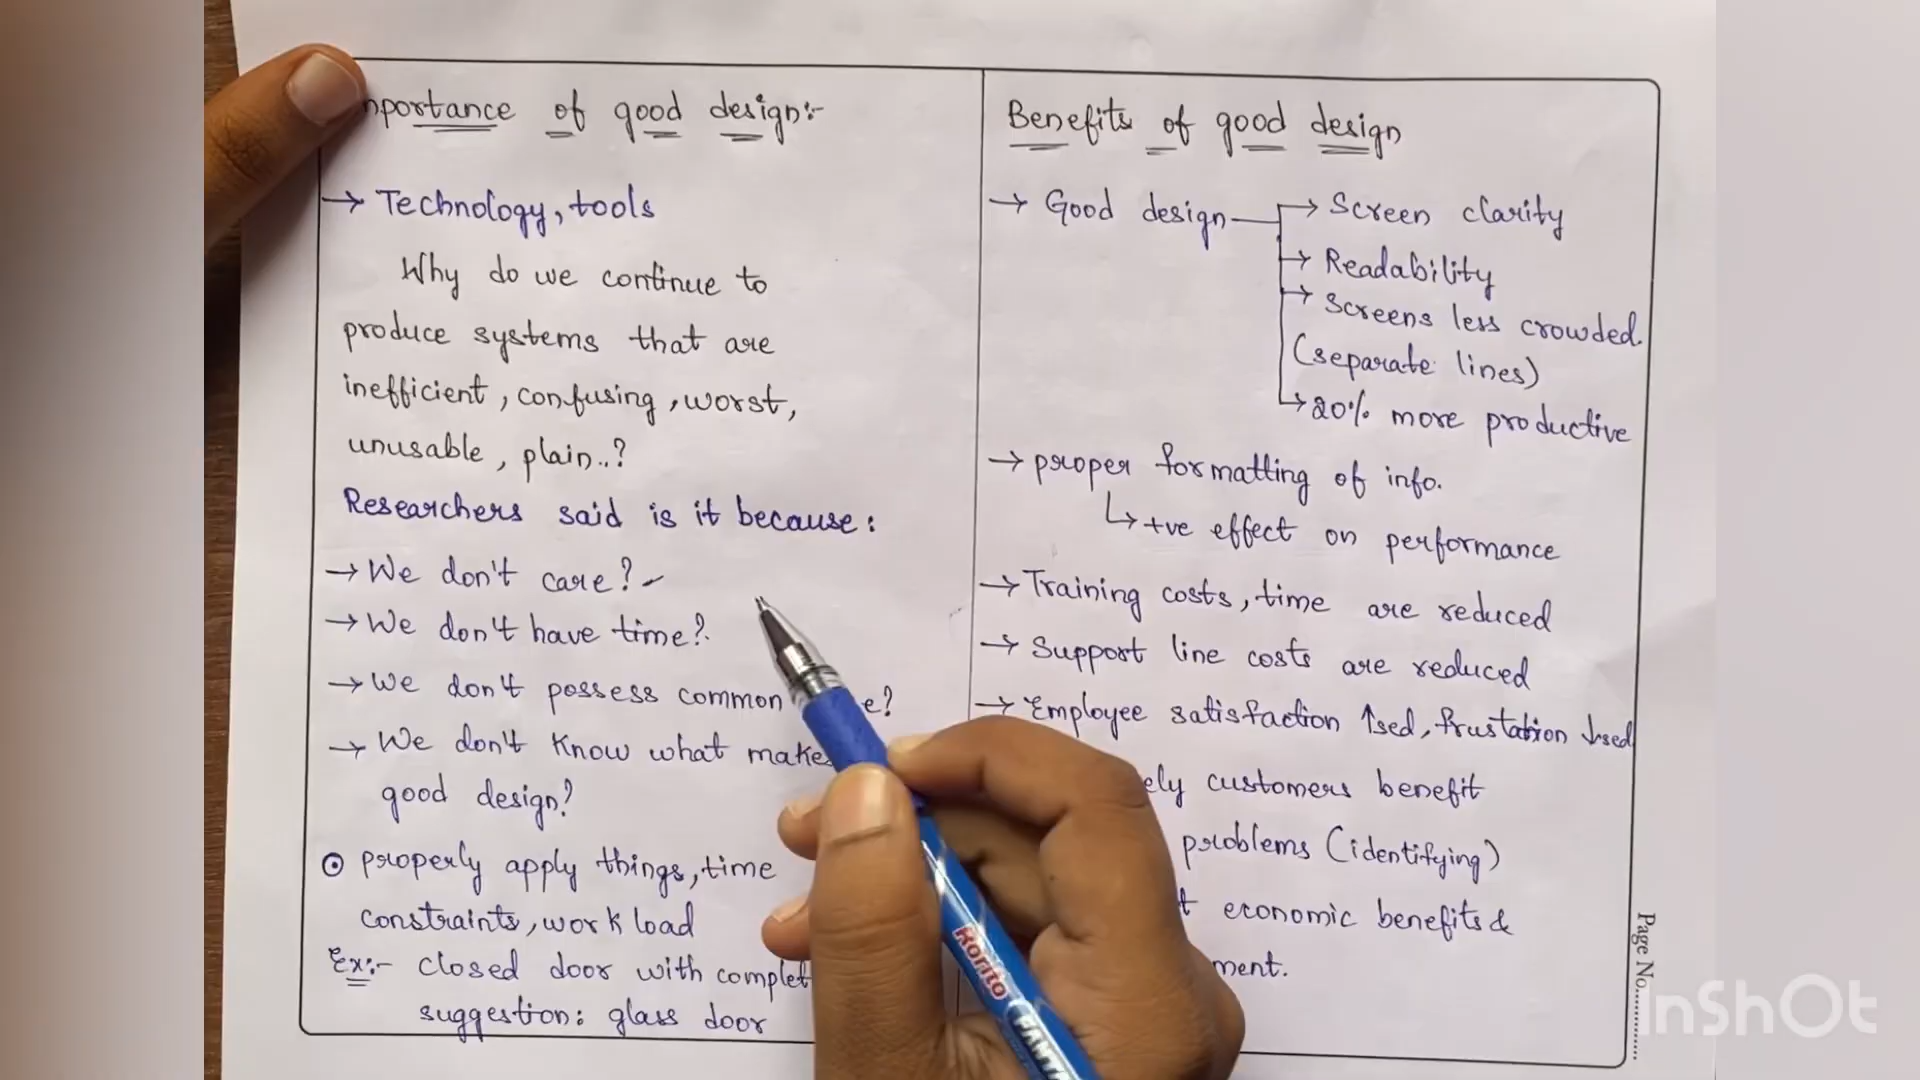 mportance of good design:-
→ Technology, tools
Why do we continue to
produce systems that are
inefficient, confusing, worst,
unusable, plain..?
Researchers said is it because:
→ We don't care?
→ We don't have time?
→ We don't possess common e?
→ We don't know what make
good design?
⊙ properly apply things, time
constraints, work load
Ex:- closed door with complet
suggestion: glass door
Benefits of good design
→ Good design → Screen clarity
→ Readability
→ Screens less crowded.
(separate lines)
→ 20% more productive
→ proper formatting of info.
↳ +ve effect on performance
→ Training costs, time are reduced
→ Support line costs are reduced
→ Employee satisfaction ↑sed, frustation ↓sed
ely customers benefit
problems (identifying)
t economic benefits &
ment.
Page No..............
Rorito
FANTA
InShOt